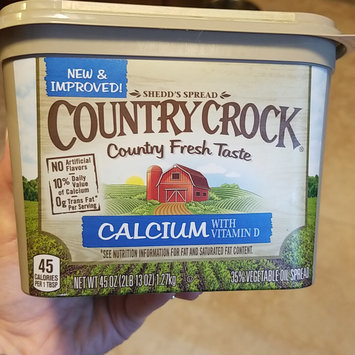 NEW &
IMPROVED!
SHEDD'S SPREAD
COUNTRY CROCK®
Country Fresh Taste
NO Artificial
Flavors
10% Daily
Value
of Calcium
0g Trans Fat*
Per Serving
CALCIUM WITH
VITAMIN D
*SEE NUTRITION INFORMATION FOR FAT AND SATURATED FAT CONTENT.
45
CALORIES
PER 1 TBSP
NET WT 45 OZ (2LB 13 OZ) 1.27kg
35% VEGETABLE OIL SPREAD